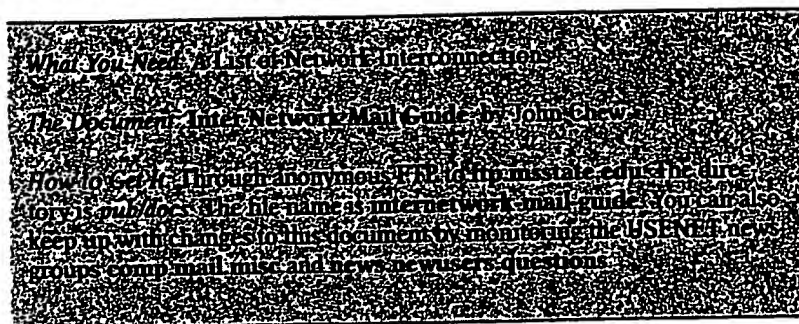 What You Need: A List of Network Interconnections
The Document: Inter-Network Mail Guide, by John Chew
How to Get It: Through anonymous FTP to ftp.msstate.edu. The direc-
tory is pub/docs. The file name is internetwork-mail-guide. You can also
keep up with changes to this document by monitoring the USENET news
groups comp.mail.misc and news.newusers.questions.